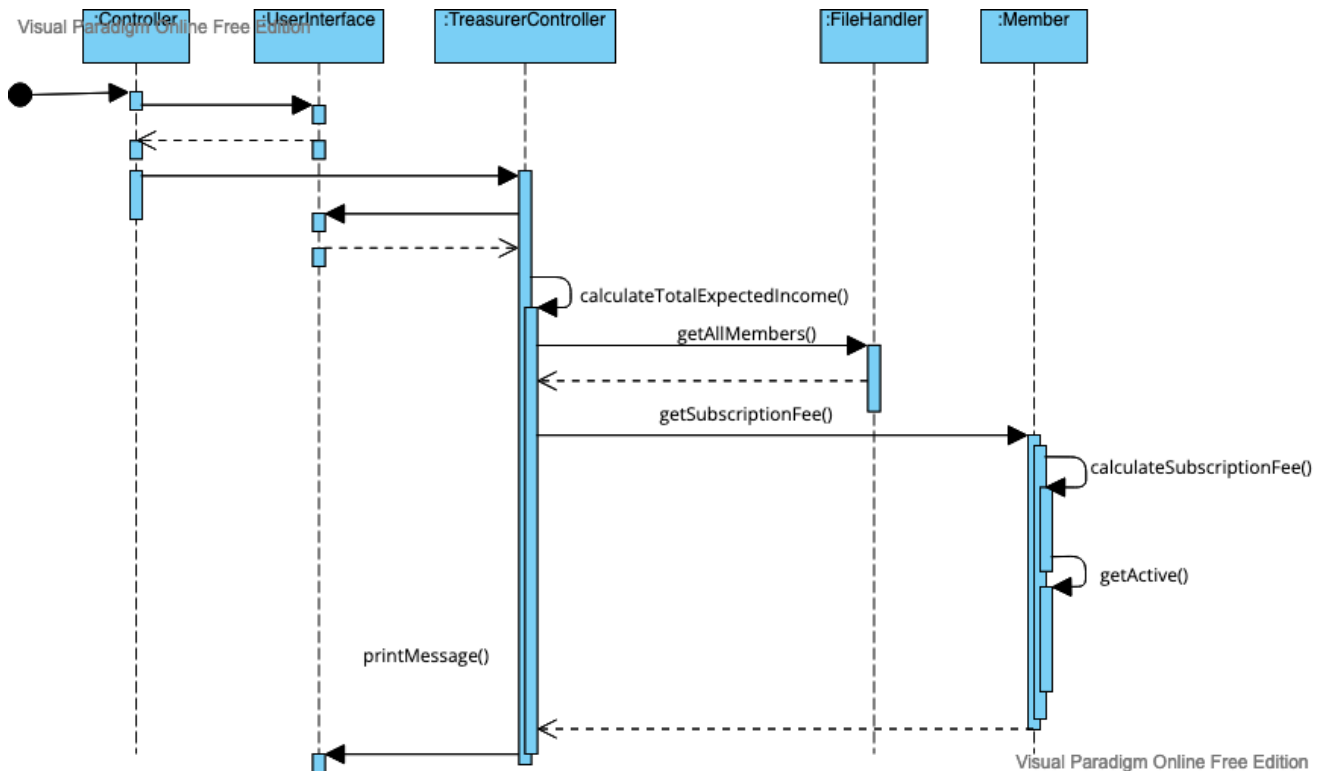 :Controller
:UserInterface
:TreasurerController
:FileHandler
:Member
Visual Paradigm Online Free Edition
calculateTotalExpectedIncome()
getAllMembers()
getSubscriptionFee()
calculateSubscriptionFee()
getActive()
printMessage()
Visual Paradigm Online Free Edition